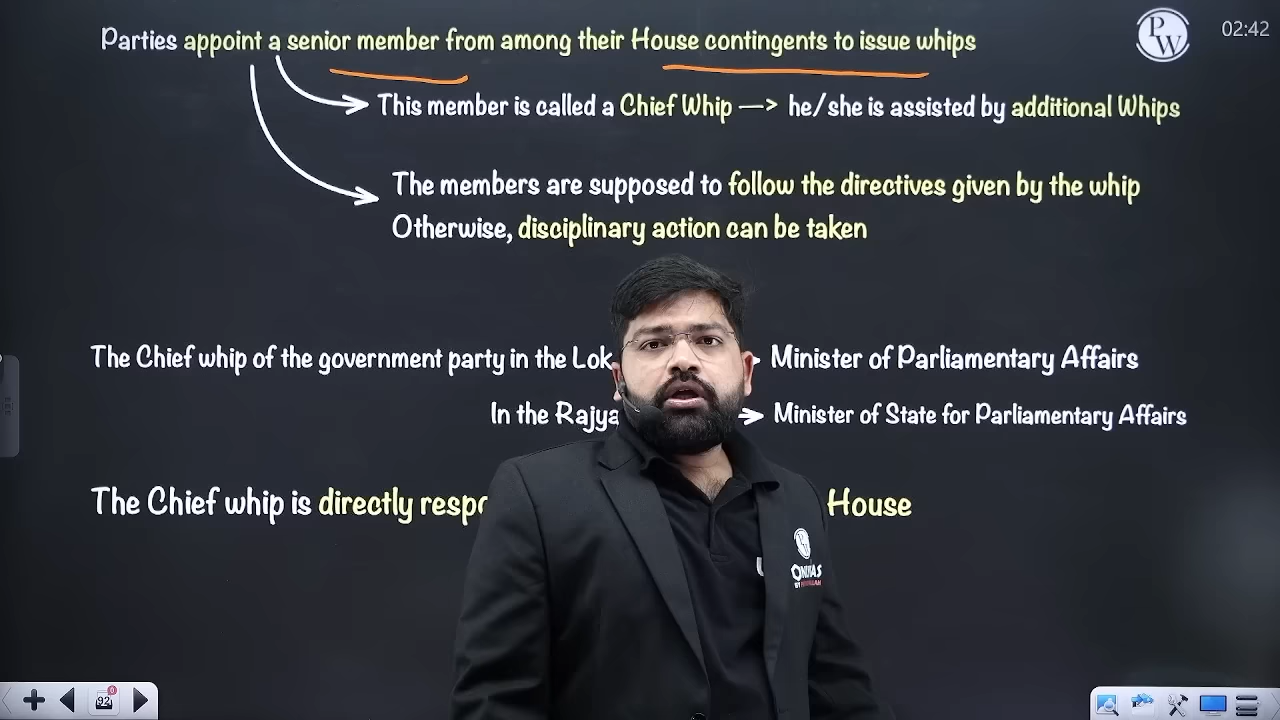 Parties appoint a senior member from among their House contingents to issue whips
PW
02:42
This member is called a Chief Whip —> he/she is assisted by additional Whips
The members are supposed to follow the directives given by the whip
Otherwise, disciplinary action can be taken
The Chief whip of the government party in the Lok
Minister of Parliamentary Affairs
In the Rajya
Minister of State for Parliamentary Affairs
The Chief whip is directly
House
PW
92